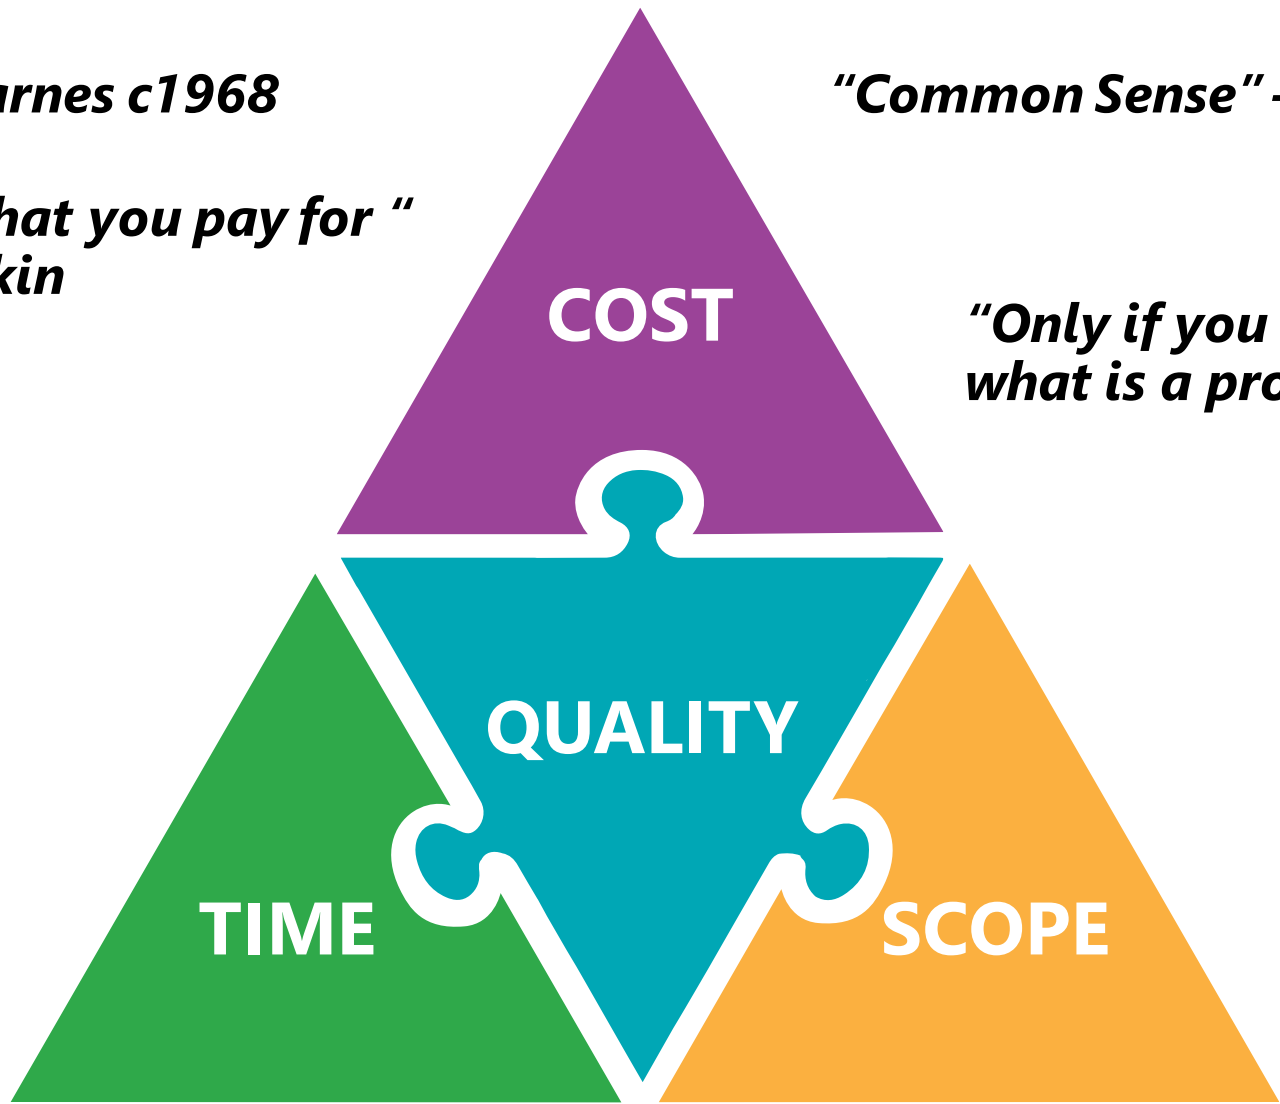 arnes c1968
“Common Sense” -
hat you pay for “
kin
“Only if you
what is a pro
COST
QUALITY
TIME
SCOPE